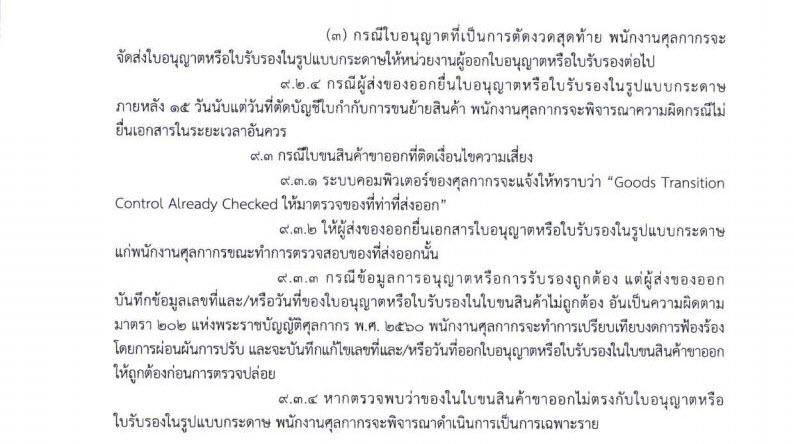 (๓) กรณีใบอนุญาตที่เป็นการตัดงวดสุดท้าย พนักงานศุลกากรจะ
จัดส่งใบอนุญาตหรือใบรับรองในรูปแบบกระดาษให้หน่วยงานผู้ออกใบอนุญาตหรือใบรับรองต่อไป
๙.๒.๔ กรณีผู้ส่งของออกยื่นใบอนุญาตหรือใบรับรองในรูปแบบกระดาษ
ภายหลัง ๑๕ วันนับแต่วันที่ตัดบัญชีใบกำกับการขนย้ายสินค้า พนักงานศุลกากรจะพิจารณาความผิดกรณีไม่
ยื่นเอกสารในระยะเวลาอันควร
๙.๓ กรณีใบขนสินค้าขาออกที่ติดเงื่อนไขความเสี่ยง
๙.๓.๑ ระบบคอมพิวเตอร์ของศุลกากรจะแจ้งให้ทราบว่า “Goods Transition
Control Already Checked ให้มาตรวจของที่ท่าที่ส่งออก”
๙.๓.๒ ให้ผู้ส่งของออกยื่นเอกสารใบอนุญาตหรือใบรับรองในรูปแบบกระดาษ
แก่พนักงานศุลกากรขณะทำการตรวจสอบของที่ส่งออกนั้น
๙.๓.๓ กรณีข้อมูลการอนุญาตหรือการรับรองถูกต้อง แต่ผู้ส่งของออก
บันทึกข้อมูลเลขที่และ/หรือวันที่ของใบอนุญาตหรือใบรับรองในใบขนสินค้าไม่ถูกต้อง อันเป็นความผิดตาม
มาตรา ๒๐๒ แห่งพระราชบัญญัติศุลกากร พ.ศ. ๒๕๖๐ พนักงานศุลกากรจะทำการเปรียบเทียบงดการฟ้องร้อง
โดยการผ่อนผันการปรับ และจะบันทึกแก้ไขเลขที่และ/หรือวันที่ออกใบอนุญาตหรือใบรับรองในใบขนสินค้าขาออก
ให้ถูกต้องก่อนการตรวจปล่อย
๙.๓.๔ หากตรวจพบว่าของในใบขนสินค้าขาออกไม่ตรงกับใบอนุญาตหรือ
ใบรับรองในรูปแบบกระดาษ พนักงานศุลกากรจะพิจารณาดำเนินการเป็นการเฉพาะราย